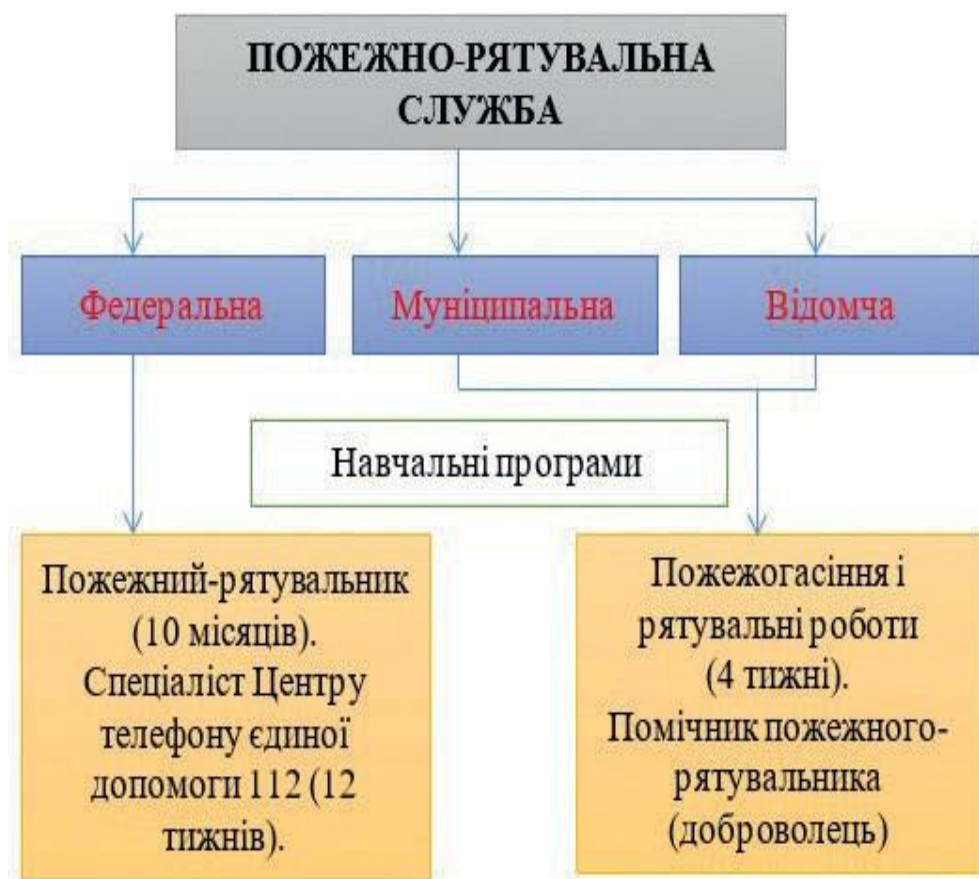 ПОЖЕЖНО-РЯТУВАЛЬНА
СЛУЖБА
Федеральна
Муніципальна
Відомча
Навчальні програми
Пожежний-рятувальник
(10 місяців).
Спеціаліст Центру
телефону єдиної
допомоги 112 (12
тижнів).
Пожежогасіння і
рятувальні роботи
(4 тижні).
Помічник пожежного-
рятувальника
(доброволець)